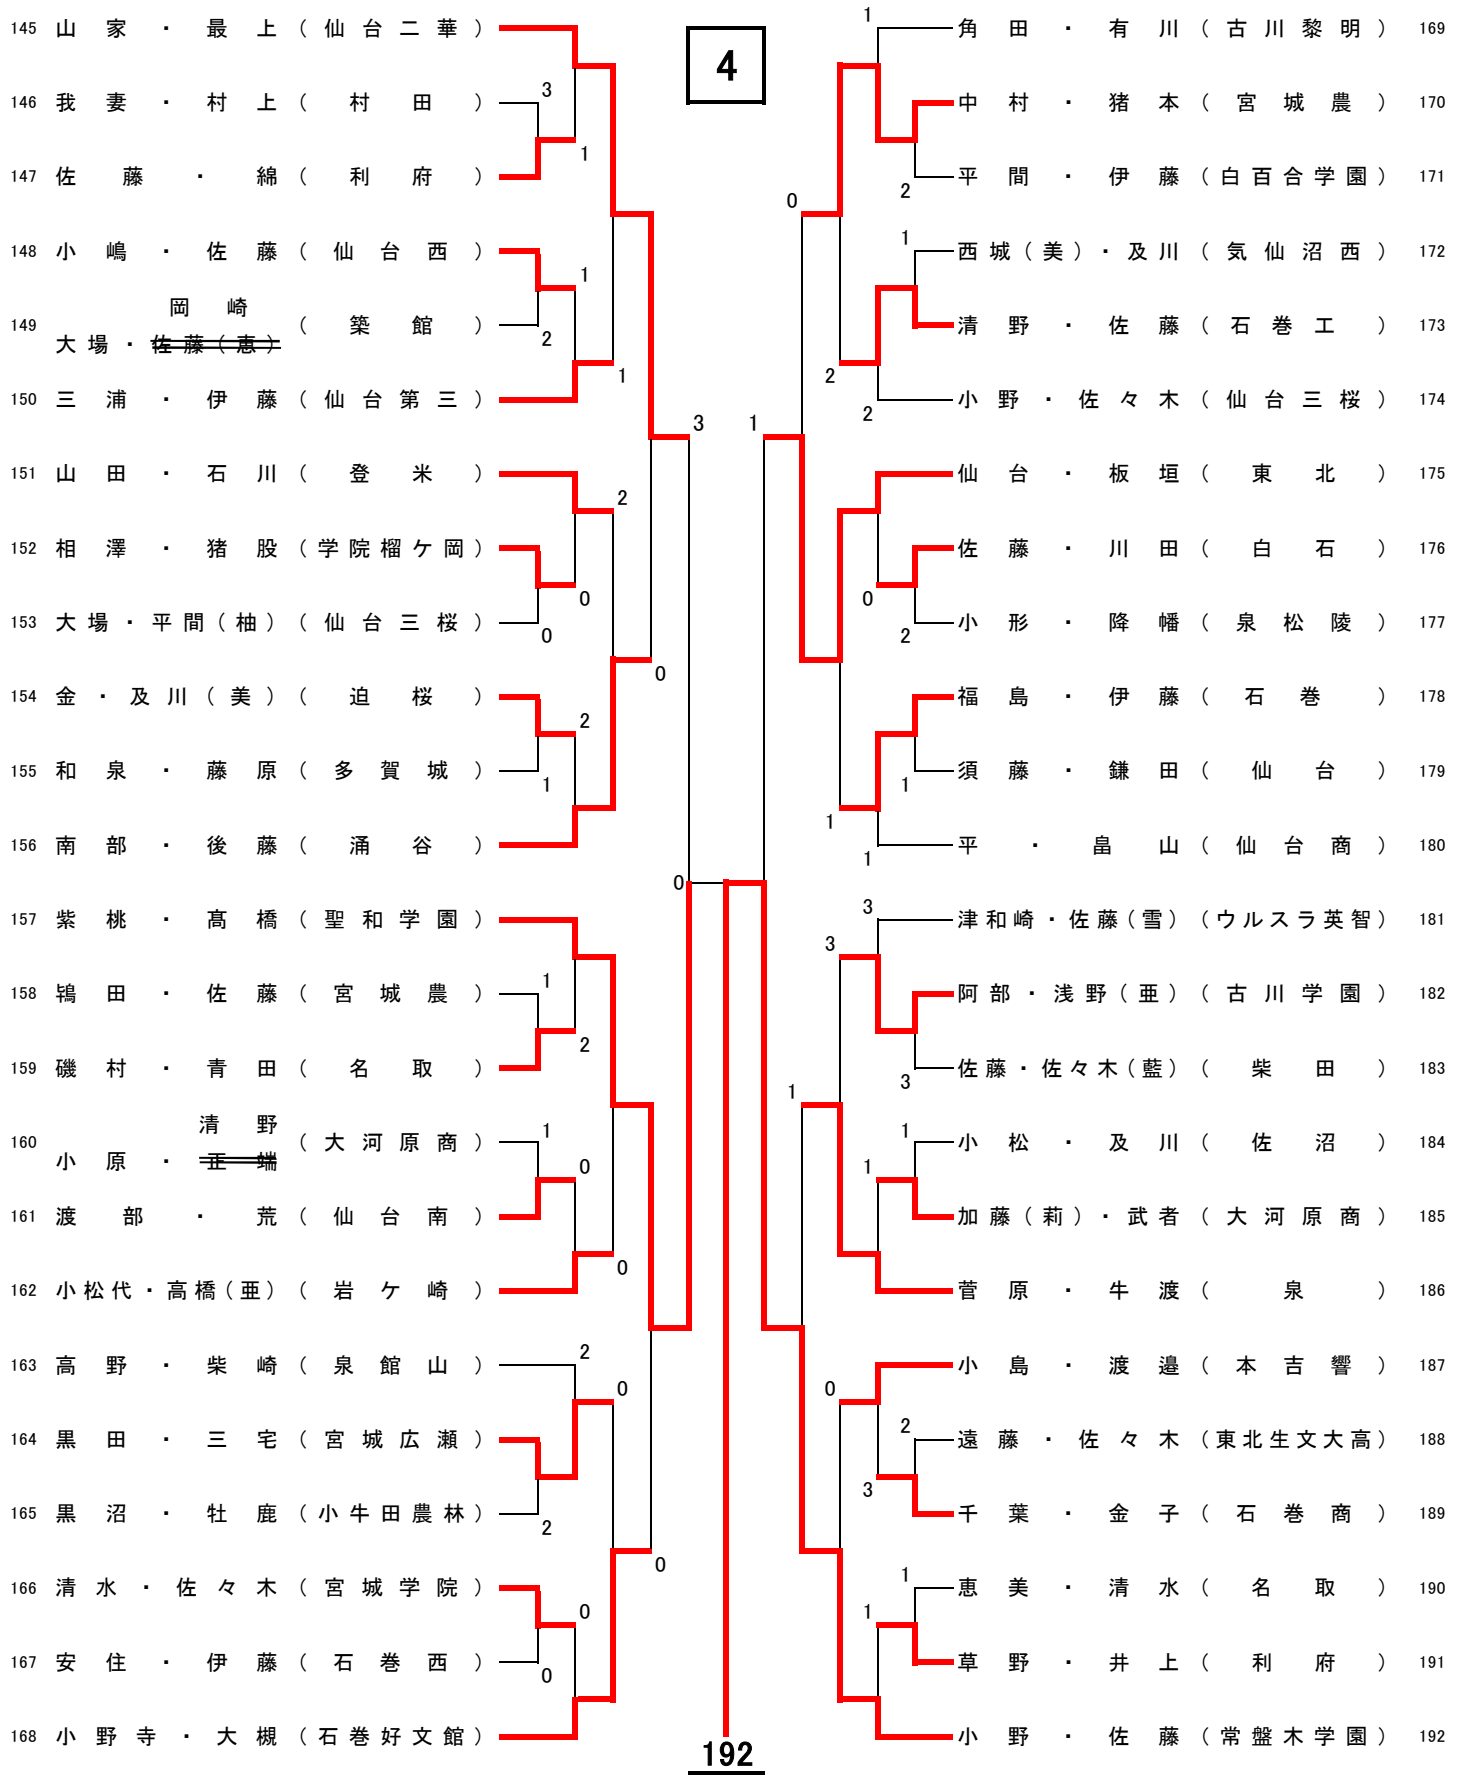 4
145 山家・最上（仙台二華）
146 我妻・村上（村田）
147 佐藤・綿（利府）
148 小嶋・佐藤（仙台西）
岡崎
149 大場・佐藤（恵）（築館）
150 三浦・伊藤（仙台第三）
151 山田・石川（登米）
152 相澤・猪股（学院榴ケ岡）
153 大場・平間（柚）（仙台三桜）
154 金・及川（美）（迫桜）
155 和泉・藤原（多賀城）
156 南部・後藤（涌谷）
157 紫桃・髙橋（聖和学園）
158 鴇田・佐藤（宮城農）
159 磯村・青田（名取）
清野
160 小原・正端（大河原商）
161 渡部・荒（仙台南）
162 小松代・高橋（亜）（岩ケ崎）
163 高野・柴崎（泉館山）
164 黒田・三宅（宮城広瀬）
165 黒沼・牡鹿（小牛田農林）
166 清水・佐々木（宮城学院）
167 安住・伊藤（石巻西）
168 小野寺・大槻（石巻好文館）
3
1
1
2
1
2
0
0
2
1
0
3
1
2
1
0
0
2
0
2
0
0
0
0
1
2
0
1
2
2
0
2
1
1
1
1
3
3
3
1
1
1
0
2
3
1
1
角田・有川（古川黎明） 169
中村・猪本（宮城農） 170
平間・伊藤（白百合学園） 171
西城（美）・及川（気仙沼西） 172
清野・佐藤（石巻工） 173
小野・佐々木（仙台三桜） 174
仙台・板垣（東北） 175
佐藤・川田（白石） 176
小形・降幡（泉松陵） 177
福島・伊藤（石巻） 178
須藤・鎌田（仙台） 179
平・畠山（仙台商） 180
津和崎・佐藤（雪）（ウルスラ英智） 181
阿部・浅野（亜）（古川学園） 182
佐藤・佐々木（藍）（柴田） 183
小松・及川（佐沼） 184
加藤（莉）・武者（大河原商） 185
菅原・牛渡（泉） 186
小島・渡邉（本吉響） 187
遠藤・佐々木（東北生文大高） 188
千葉・金子（石巻商） 189
恵美・清水（名取） 190
草野・井上（利府） 191
小野・佐藤（常盤木学園） 192
192